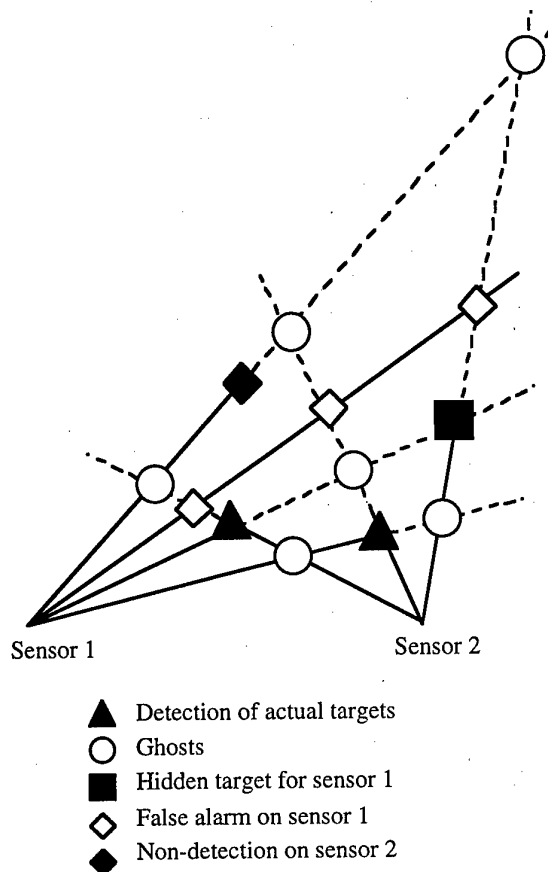 Sensor 1
Sensor 2
Detection of actual targets
Ghosts
Hidden target for sensor 1
False alarm on sensor 1
Non-detection on sensor 2